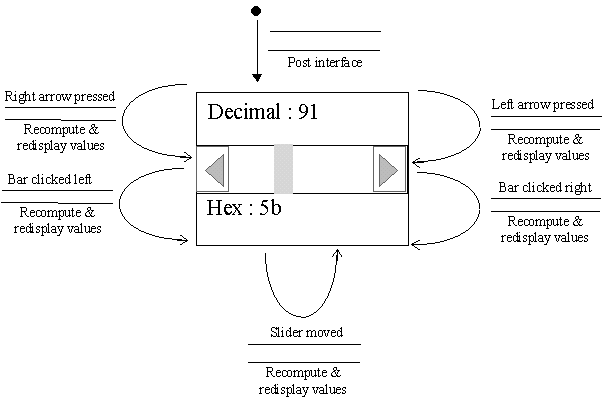 Post interface
Right arrow pressed
Recompute &
redisplay values
Decimal : 91
Left arrow pressed
Recompute &
redisplay values
Bar clicked left
Recompute &
redisplay values
Hex : 5b
Bar clicked right
Recompute &
redisplay values
Slider moved
Recompute &
redisplay values